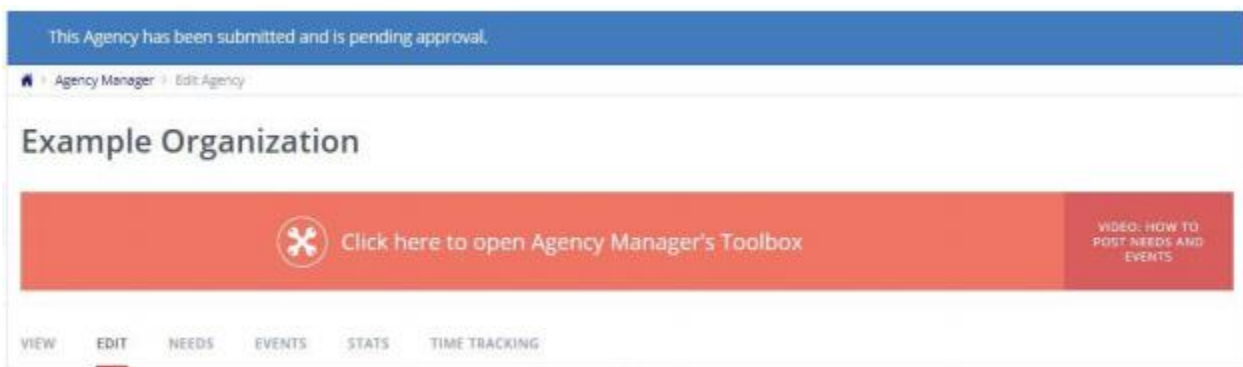 This Agency has been submitted and is pending approval.
Agency Manager Edit Agency
Example Organization
Click here to open Agency Manager's Toolbox
VIDEO: HOW TO
POST NEEDS AND
EVENTS
VIEW EDIT NEEDS EVENTS STATS TIME TRACKING